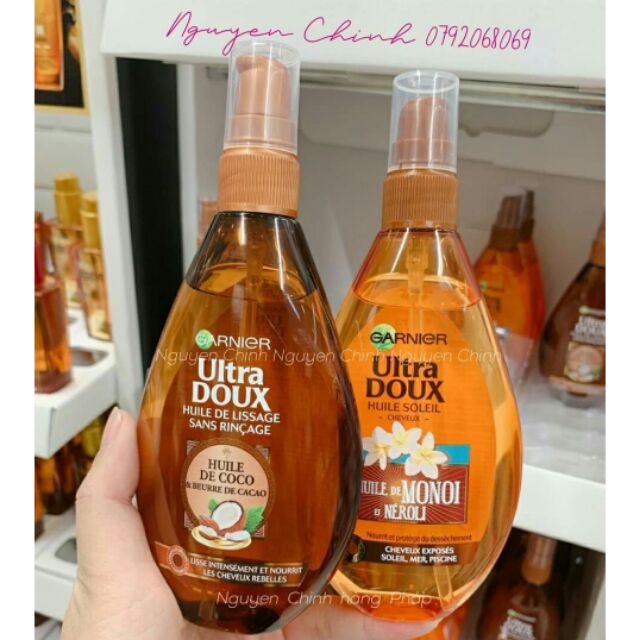 Nguyen Chinh 0792068069
GARNIER
Ultra
DOUX
HUILE DE LISSAGE
SANS RINÇAGE
HUILE
DE COCO
& BEURRE DE CACAO
LISSE INTENSÉMENT ET NOURRIT
LES CHEVEUX REBELLES
GARNIER
Ultra
DOUX
HUILE SOLEIL
- CHEVEUX -
HUILE DE MONOI
ET NÉROLI
Nourrit et protège du dessèchement
CHEVEUX EXPOSÉS
SOLEIL, MER, PISCINE
Nguyen Chinh Nguyen Chinh Nguyen Chinh
Nguyen Chinh hàng Pháp
Ultra
DOUX